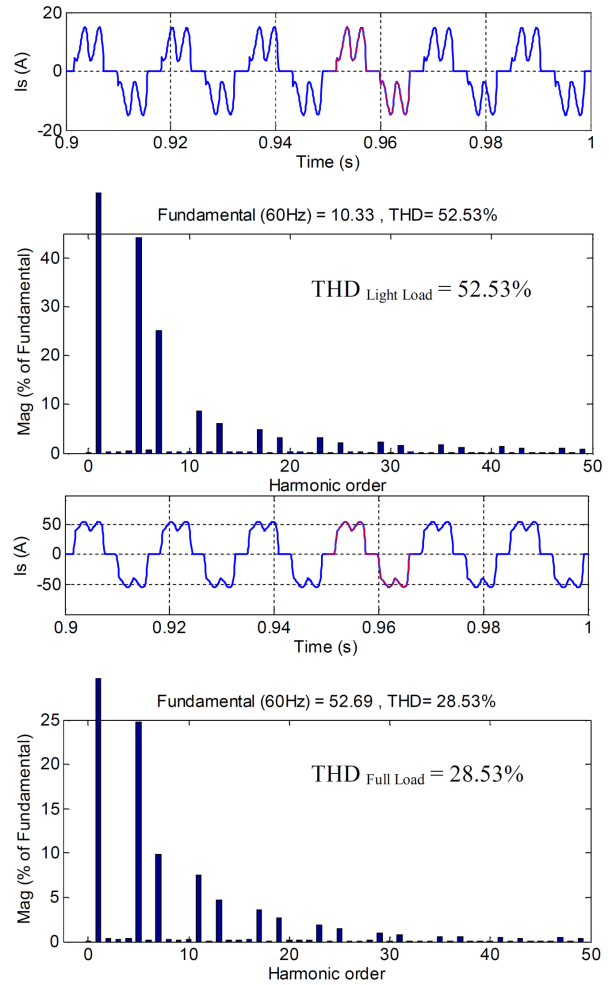 20
0
-20
Is (A)
0.9 0.92 0.94 0.96 0.98 1
Time (s)
Fundamental (60Hz) = 10.33 , THD= 52.53%
THD Light Load = 52.53%
40
30
20
10
0
Mag (% of Fundamental)
0 10 20 30 40 50
Harmonic order
50
0
-50
Is (A)
0.9 0.92 0.94 0.96 0.98 1
Time (s)
Fundamental (60Hz) = 52.69 , THD= 28.53%
THD Full Load = 28.53%
25
20
15
10
5
0
Mag (% of Fundamental)
0 10 20 30 40 50
Harmonic order